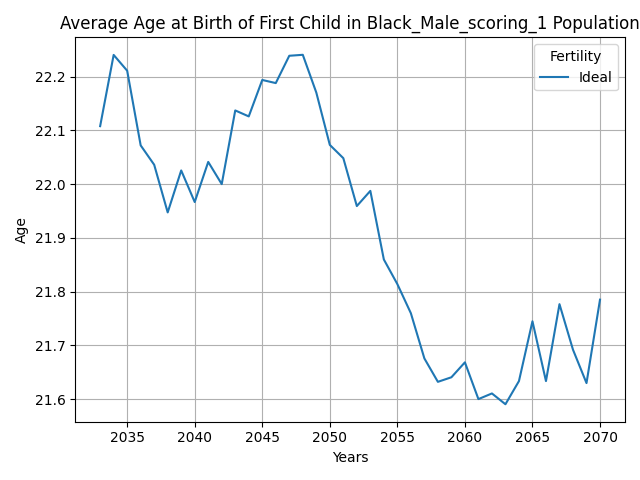 Average Age at Birth of First Child in Black_Male_scoring_1 Population
Fertility
Ideal
Age
22.2
22.1
22.0
21.9
21.8
21.7
21.6
2035 2040 2045 2050 2055 2060 2065 2070
Years